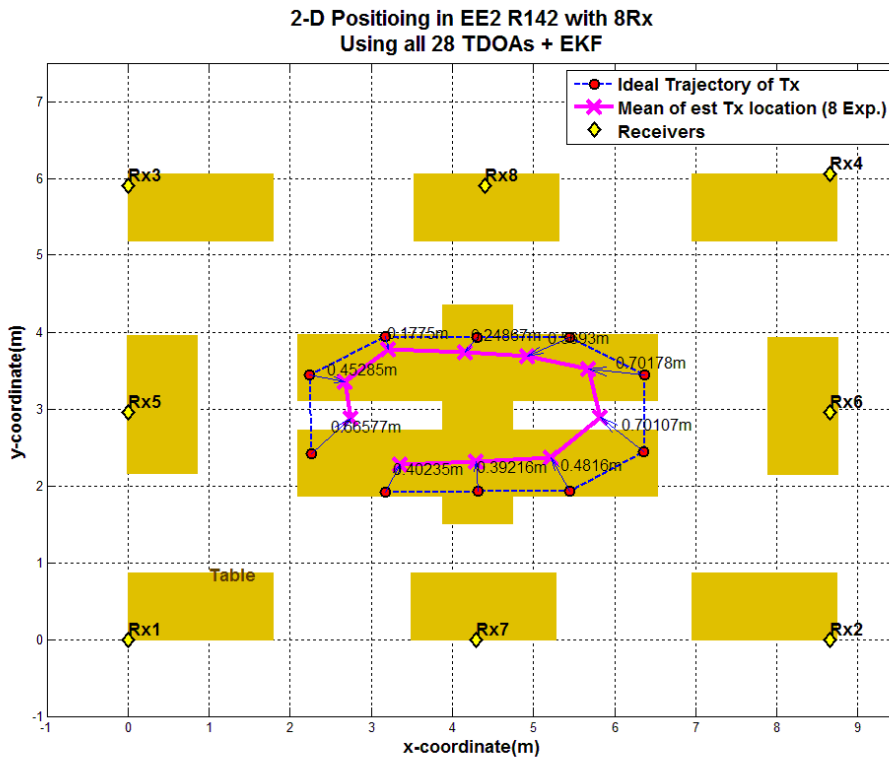 2-D Positioing in EE2 R142 with 8Rx
Using all 28 TDOAs + EKF
Ideal Trajectory of Tx
Mean of est Tx location (8 Exp.)
Receivers
7
6
5
4
3
2
1
0
-1
y-coordinate(m)
Rx3
Rx8
Rx4
0.1775m
0.24867m
0.45285m
0.70178m
Rx5
Rx6
0.66577m
0.70107m
0.40235m
0.39216m
0.4816m
Table
Rx1
Rx7
Rx2
-1 0 1 2 3 4 5 6 7 8 9
x-coordinate(m)